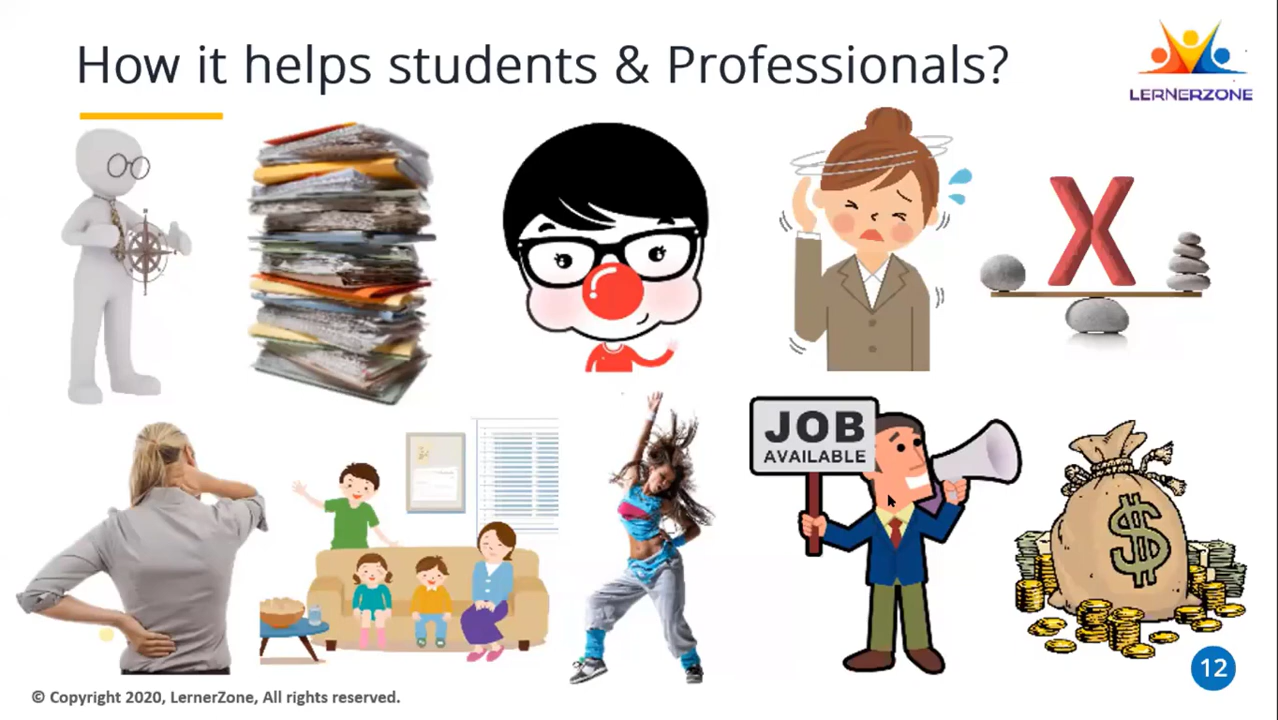 How it helps students & Professionals?
LERNERZONE
X
JOB
AVAILABLE
$
12
© Copyright 2020, LernerZone, All rights reserved.